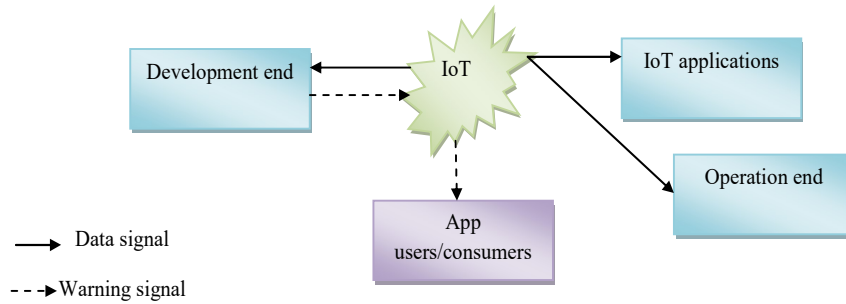 Development end
IoT
IoT applications
Operation end
App
users/consumers
Data signal
Warning signal